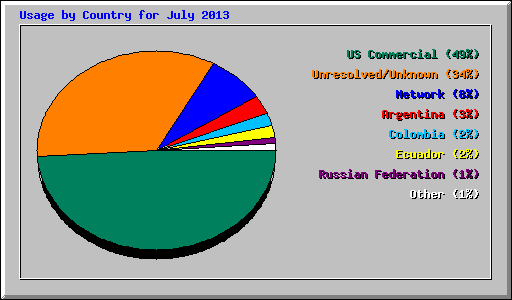 Usage by Country for July 2013
US Commercial (49%)
Unresolved/Unknown (34%)
Network (8%)
Argentina (3%)
Colombia (2%)
Ecuador (2%)
Russian Federation (1%)
Other (1%)